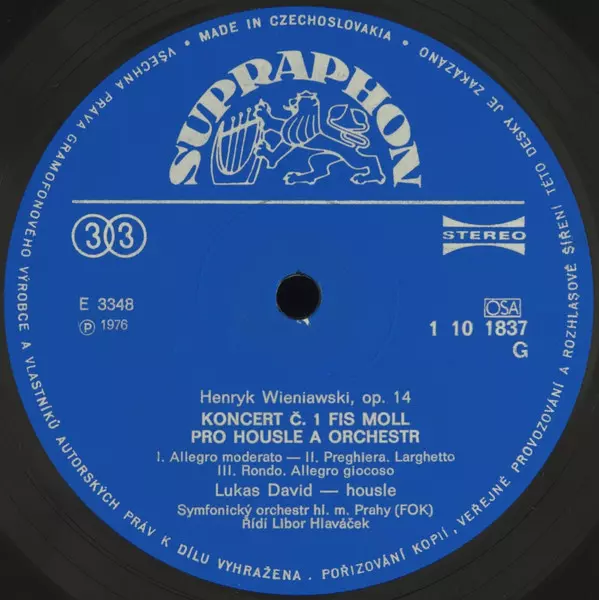 MADE IN CZECHOSLOVAKIA • VŠECHNA PRÁVA GRAMOFONOVÉHO VÝROBCE A VLASTNÍKŮ AUTORSKÝCH PRÁV K DÍLU VYHRAŽENA. POŘIZOVÁNÍ KOPIÍ, VEŘEJNÉ PROVOZOVÁNÍ A ROZHLASOVÉ ŠÍŘENÍ TÉTO DESKY JE ZAKÁZÁNO •
SUPRAPHON
33
STEREO
E 3348
℗ 1976
OSA
1 10 1837
G
Henryk Wieniawski, op. 14
KONCERT Č. 1 FIS MOLL
PRO HOUSLE A ORCHESTR
I. Allegro moderato — II. Preghiera. Larghetto
III. Rondo. Allegro giocoso
Lukas David — housle
Symfonický orchestr hl. m. Prahy (FOK)
Řídí Libor Hlaváček